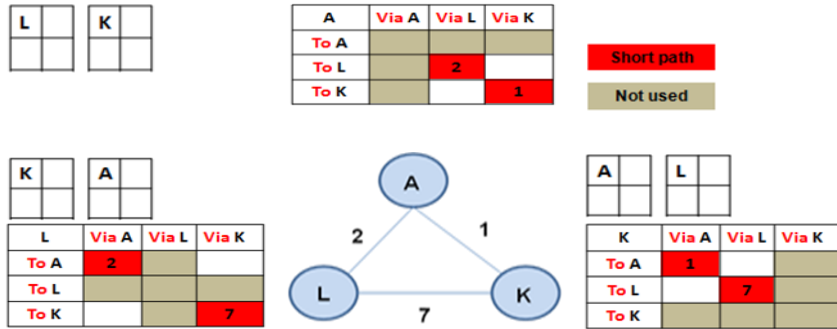 L
K
A Via A Via L Via K
To A
To L 2
To K 1
Short path
Not used
K
A
L Via A Via L Via K
To A 2
To L
To K 7
A
2
1
L
K
7
A
L
K Via A Via L Via K
To A 1
To L 7
To K